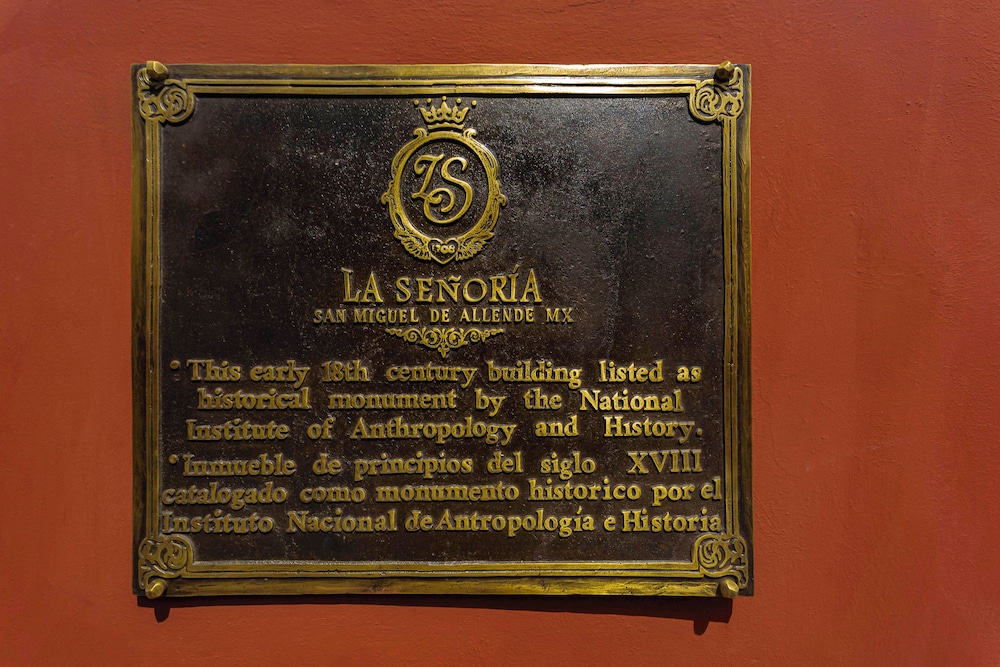 LS
1708
LA SEÑORÍA
SAN MIGUEL DE ALLENDE MX
• This early 18th century building listed as
historical monument by the National
Institute of Anthropology and History.
• Inmueble de principios del siglo XVIII
catalogado como monumento historico por el
Instituto Nacional de Antropología e Historia